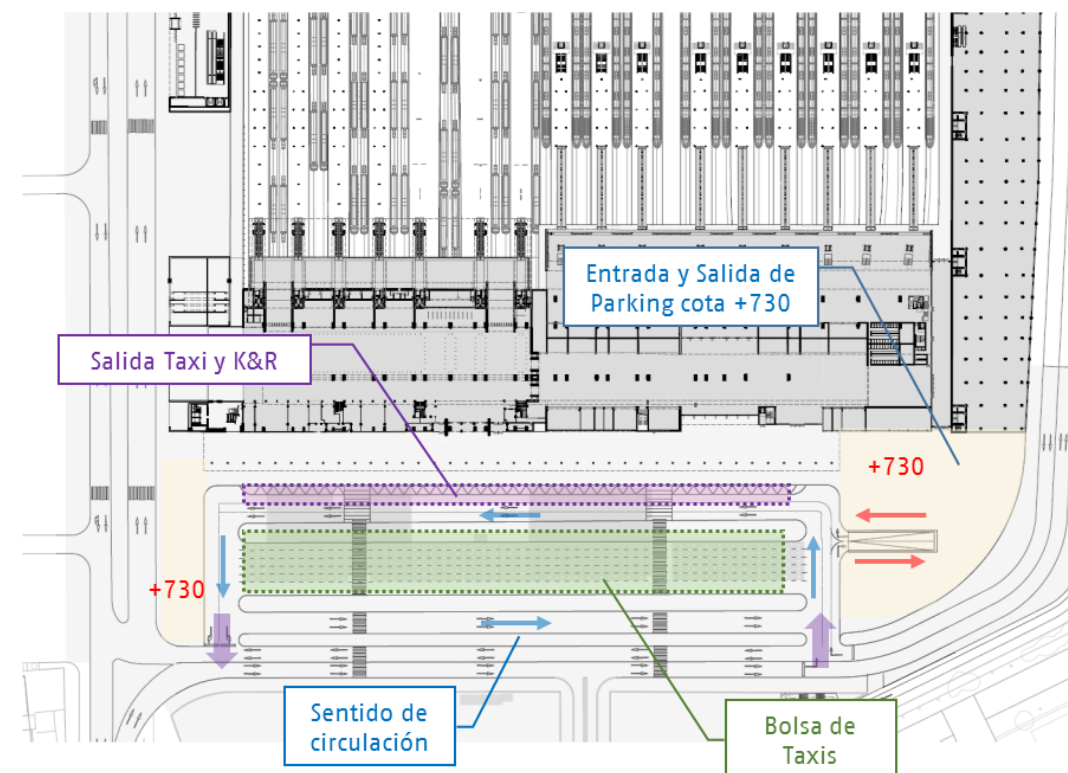 Entrada y Salida de
Parking cota +730
Salida Taxi y K&R
+730
+730
Sentido de
circulación
Bolsa de
Taxis